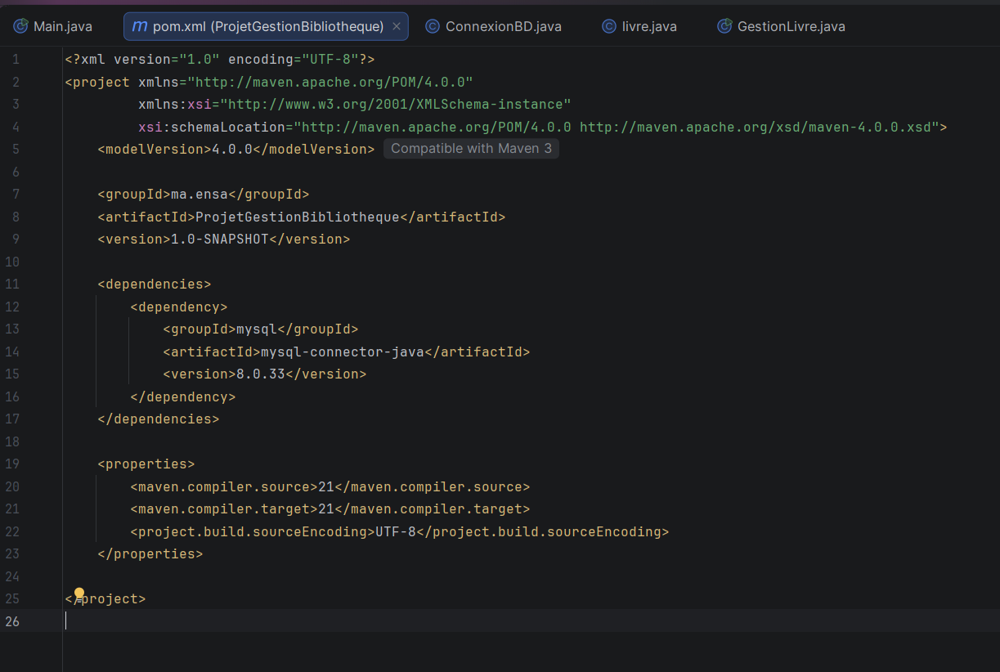 Main.java
pom.xml (ProjetGestionBibliotheque)
ConnexionBD.java
livre.java
GestionLivre.java
1 <?xml version="1.0" encoding="UTF-8"?>
2 <project xmlns="http://maven.apache.org/POM/4.0.0"
3 xmlns:xsi="http://www.w3.org/2001/XMLSchema-instance"
4 xsi:schemaLocation="http://maven.apache.org/POM/4.0.0 http://maven.apache.org/xsd/maven-4.0.0.xsd">
5 <modelVersion>4.0.0</modelVersion> Compatible with Maven 3
6
7 <groupId>ma.ensa</groupId>
8 <artifactId>ProjetGestionBibliotheque</artifactId>
9 <version>1.0-SNAPSHOT</version>
10
11 <dependencies>
12 <dependency>
13 <groupId>mysql</groupId>
14 <artifactId>mysql-connector-java</artifactId>
15 <version>8.0.33</version>
16 </dependency>
17 </dependencies>
18
19 <properties>
20 <maven.compiler.source>21</maven.compiler.source>
21 <maven.compiler.target>21</maven.compiler.target>
22 <project.build.sourceEncoding>UTF-8</project.build.sourceEncoding>
23 </properties>
24
25 </project>
26